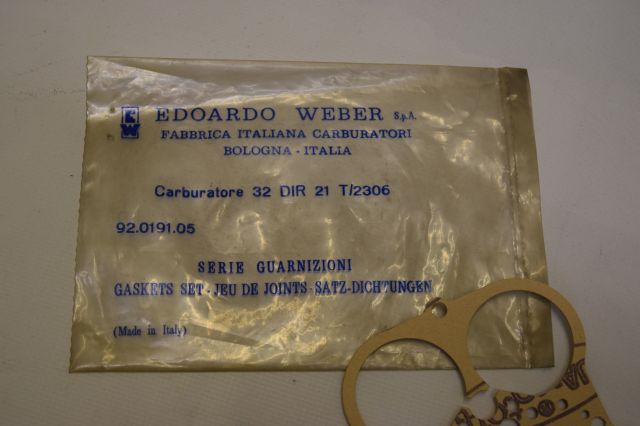 EDOARDO WEBER S.p.A.
FABBRICA ITALIANA CARBURATORI
BOLOGNA - ITALIA
Carburatore 32 DIR 21 T/2306
92.0191.05
SERIE GUARNIZIONI
GASKETS SET - JEU DE JOINTS - SATZ-DICHTUNGEN
(Made in Italy)